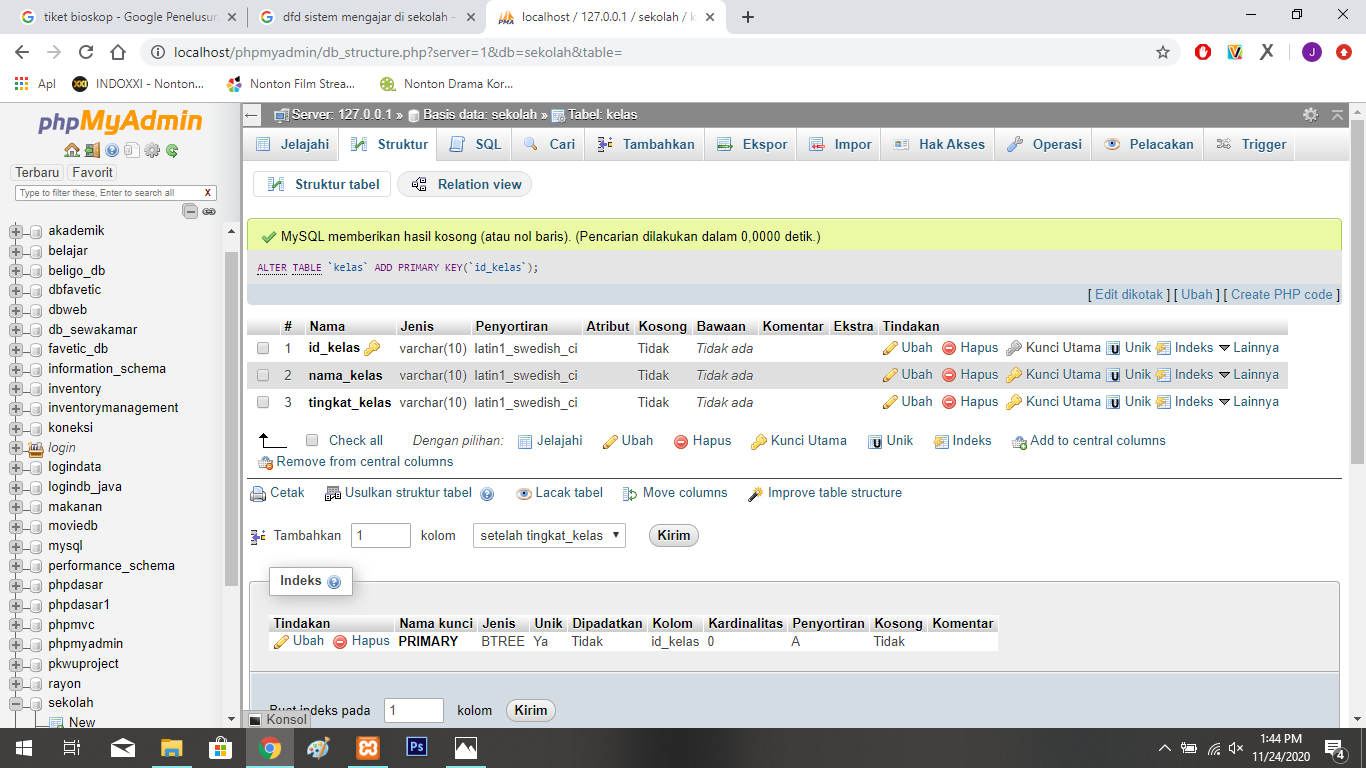 tiket bioskop - Google Penelusur
dfd sistem mengajar di sekolah -
localhost / 127.0.0.1 / sekolah / k
localhost/phpmyadmin/db_structure.php?server=1&db=sekolah&table=
J
Apl
INDOXXI - Nonton...
Nonton Film Strea...
Nonton Drama Kor...
phpMyAdmin
Terbaru Favorit
Type to filter these, Enter to search all X
akademik
belajar
beligo_db
dbfavetic
dbweb
db_sewakamar
favetic_db
information_schema
inventory
inventorymanagement
koneksi
login
logindata
logindb_java
makanan
moviedb
mysql
performance_schema
phpdasar
phpdasar1
phpmvc
phpmyadmin
pkwuproject
rayon
sekolah
New
Server: 127.0.0.1 » Basis data: sekolah » Tabel: kelas
Jelajahi Struktur SQL Cari Tambahkan Ekspor Impor Hak Akses Operasi Pelacakan Trigger
Struktur tabel Relation view
MySQL memberikan hasil kosong (atau nol baris). (Pencarian dilakukan dalam 0,0000 detik.)
ALTER TABLE `kelas` ADD PRIMARY KEY(`id_kelas`);
[ Edit dikotak ] [ Ubah ] [ Create PHP code ]
# Nama Jenis Penyortiran Atribut Kosong Bawaan Komentar Ekstra Tindakan
1 id_kelas varchar(10) latin1_swedish_ci Tidak Tidak ada Ubah Hapus Kunci Utama Unik Indeks Lainnya
2 nama_kelas varchar(10) latin1_swedish_ci Tidak Tidak ada Ubah Hapus Kunci Utama Unik Indeks Lainnya
3 tingkat_kelas varchar(10) latin1_swedish_ci Tidak Tidak ada Ubah Hapus Kunci Utama Unik Indeks Lainnya
Check all Dengan pilihan: Jelajahi Ubah Hapus Kunci Utama Unik Indeks Add to central columns
Remove from central columns
Cetak Usulkan struktur tabel Lacak tabel Move columns Improve table structure
Tambahkan 1 kolom setelah tingkat_kelas Kirim
Indeks
Tindakan Nama kunci Jenis Unik Dipadatkan Kolom Kardinalitas Penyortiran Kosong Komentar
Ubah Hapus PRIMARY BTREE Ya Tidak id_kelas 0 A Tidak
Buat indeks pada 1 kolom Kirim
Konsol
Ps
1:44 PM
11/24/2020
4